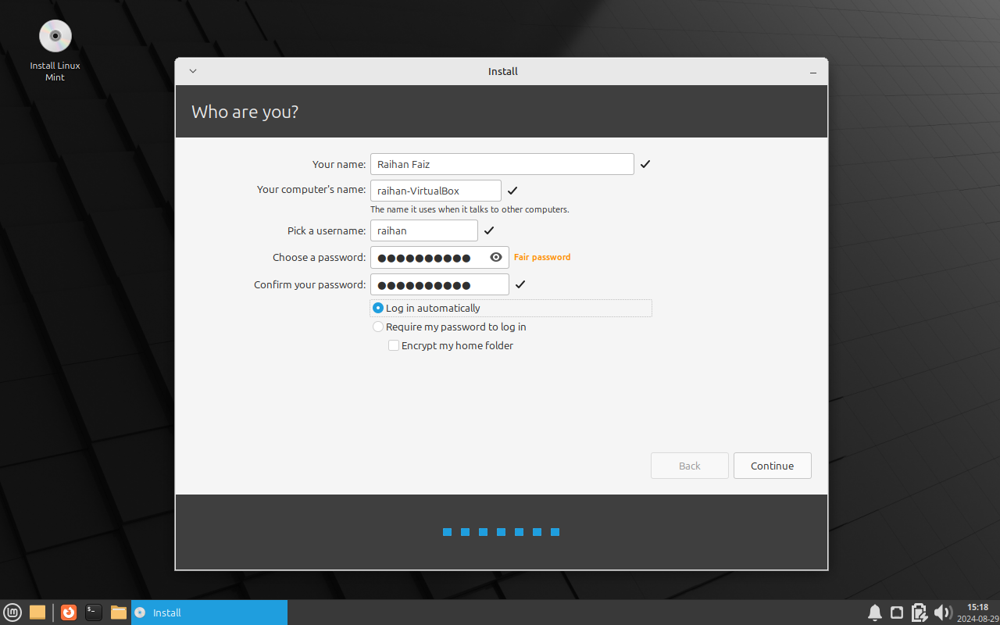 Install Linux
Mint
Install
Who are you?
Your name: Raihan Faiz
Your computer's name: raihan-VirtualBox
The name it uses when it talks to other computers.
Pick a username: raihan
Choose a password: ●●●●●●●●●● Fair password
Confirm your password: ●●●●●●●●●●
Log in automatically
Require my password to log in
Encrypt my home folder
Back Continue
$_ Install 15:18
2024-08-29